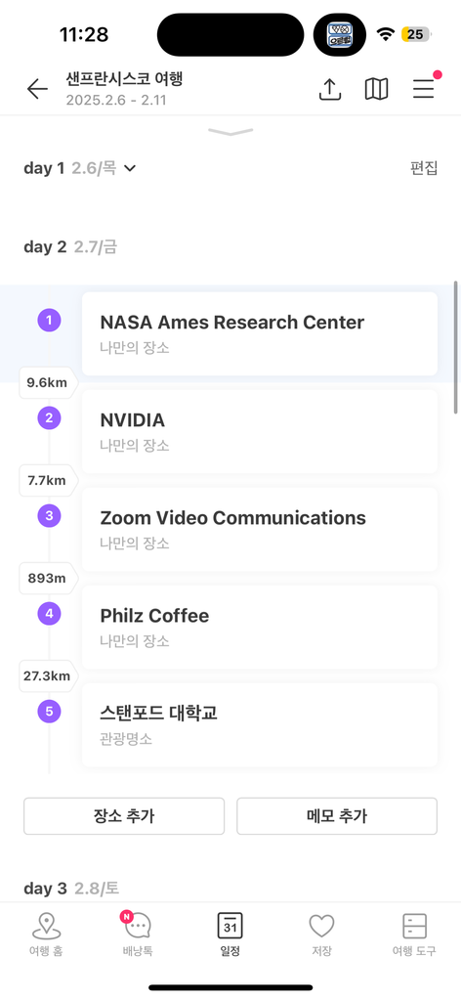 11:28
25
샌프란시스코 여행
2025.2.6 - 2.11
day 1 2.6/목
편집
day 2 2.7/금
1
NASA Ames Research Center
나만의 장소
9.6km
2
NVIDIA
나만의 장소
7.7km
3
Zoom Video Communications
나만의 장소
893m
4
Philz Coffee
나만의 장소
27.3km
5
스탠포드 대학교
관광명소
장소 추가
메모 추가
day 3 2.8/토
N
31
여행 홈
배낭톡
일정
저장
여행 도구